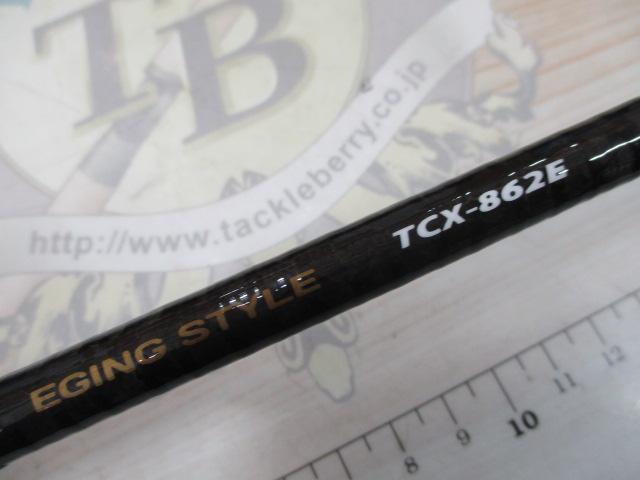 TB
http://www.tackleberry.co.jp
TCX-862E
EGING STYLE
8 9 10 11 12